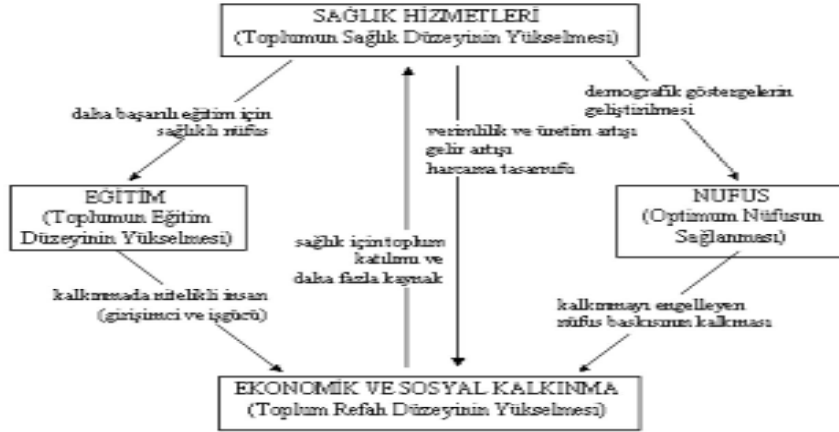 SAĞLIK HİZMETLERİ
(Toplumun Sağlık Düzeyinin Yükselmesi)
daha başarılı eğitim için
sağlıklı nüfus
demografik göstergelerin
geliştirilmesi
verimlilik ve üretim artışı
gelir artışı
harcama tasarrufu
EĞİTİM
(Toplumun Eğitim
Düzeyinin Yükselmesi)
NÜFUS
(Optimum Nüfusun
Sağlanması)
sağlık için toplum
katılımı ve
daha fazla kaynak
kalkınmada nitelikli insan
(girişimci ve işgücü)
kalkınmayı engelleyen
nüfus baskısının kalkması
EKONOMİK VE SOSYAL KALKINMA
(Toplum Refah Düzeyinin Yükselmesi)